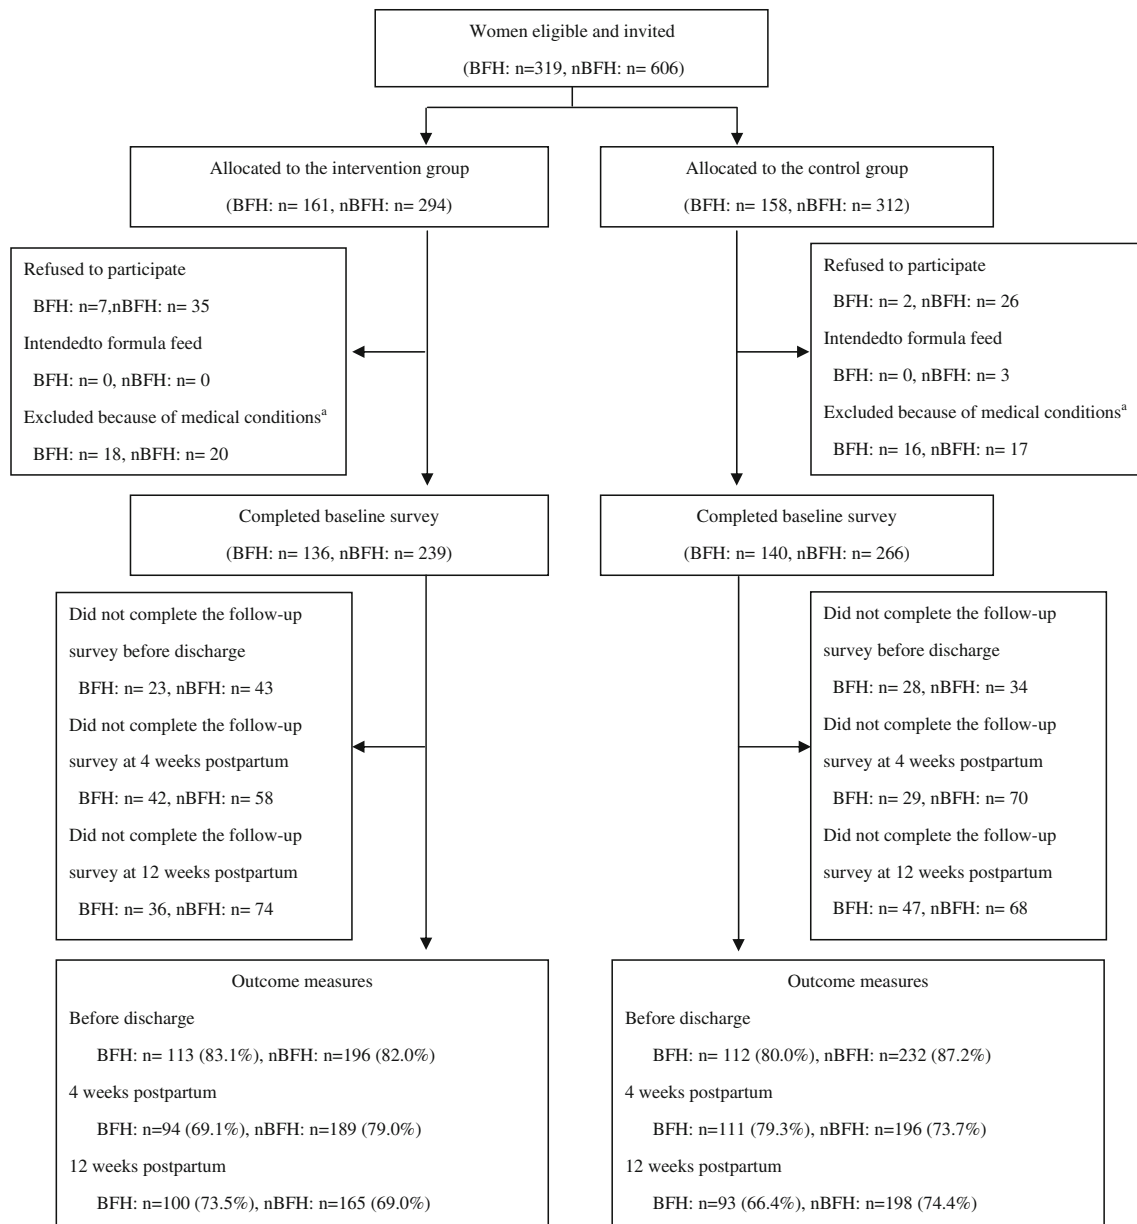 Women eligible and invited
(BFH: n=319, nBFH: n= 606)
Allocated to the intervention group
(BFH: n= 161, nBFH: n= 294)
Allocated to the control group
(BFH: n= 158, nBFH: n= 312)
Refused to participate
BFH: n=7,nBFH: n= 35
Intendedto formula feed
BFH: n= 0, nBFH: n= 0
Excluded because of medical conditionsa
BFH: n= 18, nBFH: n= 20
Refused to participate
BFH: n= 2, nBFH: n= 26
Intendedto formula feed
BFH: n= 0, nBFH: n= 3
Excluded because of medical conditionsa
BFH: n= 16, nBFH: n= 17
Completed baseline survey
(BFH: n= 136, nBFH: n= 239)
Completed baseline survey
(BFH: n= 140, nBFH: n= 266)
Did not complete the follow-up
survey before discharge
BFH: n= 23, nBFH: n= 43
Did not complete the follow-up
survey at 4 weeks postpartum
BFH: n= 42, nBFH: n= 58
Did not complete the follow-up
survey at 12 weeks postpartum
BFH: n= 36, nBFH: n= 74
Did not complete the follow-up
survey before discharge
BFH: n= 28, nBFH: n= 34
Did not complete the follow-up
survey at 4 weeks postpartum
BFH: n= 29, nBFH: n= 70
Did not complete the follow-up
survey at 12 weeks postpartum
BFH: n= 47, nBFH: n= 68
Outcome measures
Before discharge
BFH: n= 113 (83.1%), nBFH: n=196 (82.0%)
4 weeks postpartum
BFH: n=94 (69.1%), nBFH: n=189 (79.0%)
12 weeks postpartum
BFH: n=100 (73.5%), nBFH: n=165 (69.0%)
Outcome measures
Before discharge
BFH: n= 112 (80.0%), nBFH: n=232 (87.2%)
4 weeks postpartum
BFH: n=111 (79.3%), nBFH: n=196 (73.7%)
12 weeks postpartum
BFH: n=93 (66.4%), nBFH: n=198 (74.4%)